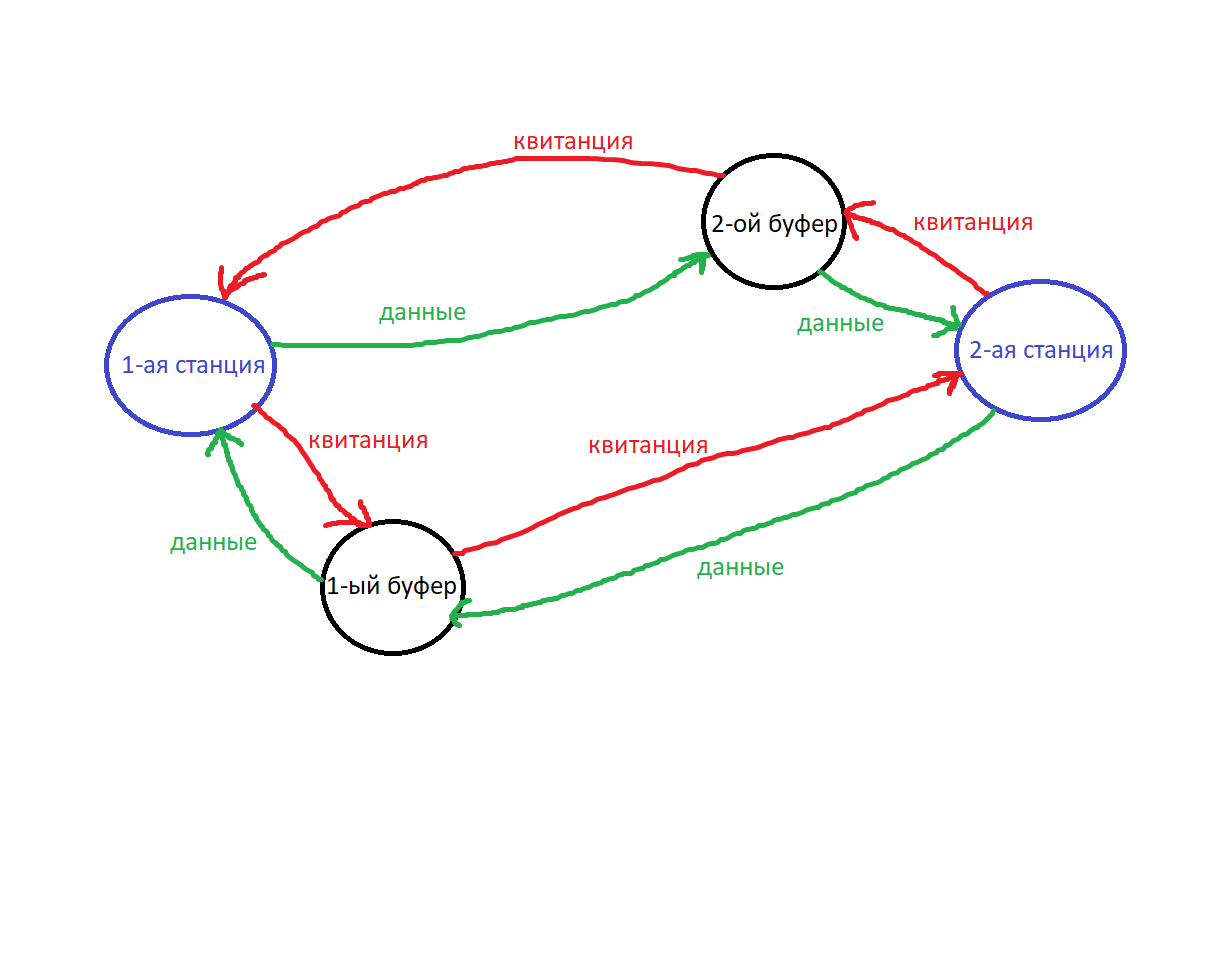 квитанция
2-ой буфер
квитанция
данные
данные
2-ая станция
1-ая станция
квитанция
квитанция
данные
данные
1-ый буфер